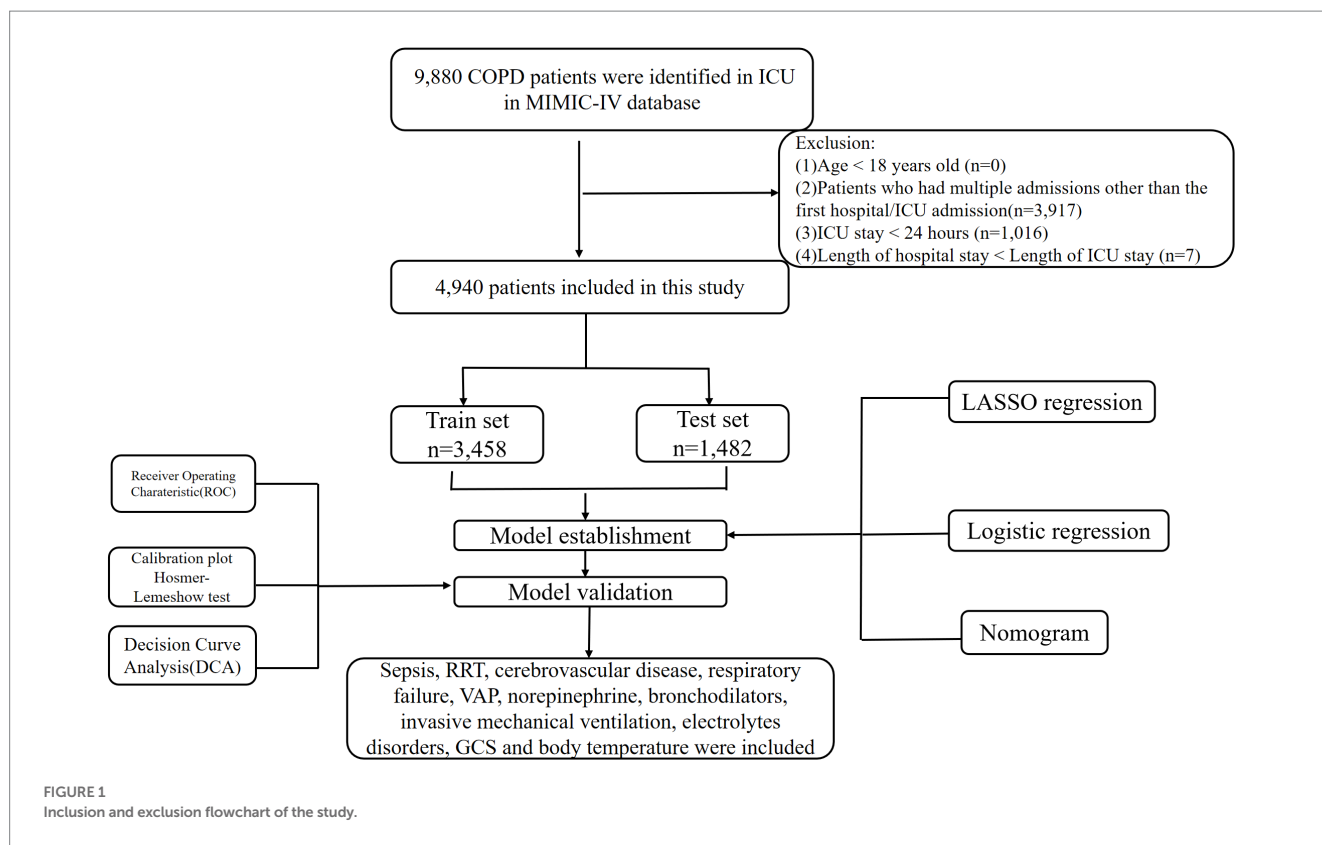 9,880 COPD patients were identified in ICU
in MIMIC-IV database
Exclusion:
(1)Age < 18 years old (n=0)
(2)Patients who had multiple admissions other than the
first hospital/ICU admission(n=3,917)
(3)ICU stay < 24 hours (n=1,016)
(4)Length of hospital stay < Length of ICU stay (n=7)
4,940 patients included in this study
Train set
n=3,458
Test set
n=1,482
LASSO regression
Receiver Operating
Charateristic(ROC)
Model establishment
Logistic regression
Calibration plot
Hosmer-
Lemeshow test
Model validation
Nomogram
Decision Curve
Analysis(DCA)
Sepsis, RRT, cerebrovascular disease, respiratory
failure, VAP, norepinephrine, bronchodilators,
invasive mechanical ventilation, electrolytes
disorders, GCS and body temperature were included
FIGURE 1
Inclusion and exclusion flowchart of the study.